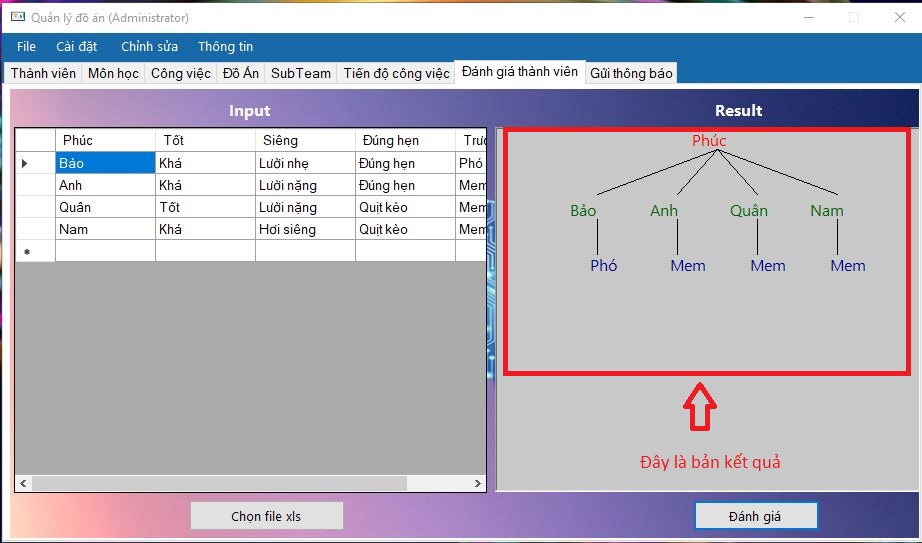 Quản lý đồ án (Administrator)
File Cài đặt Chỉnh sửa Thông tin
Thành viên Môn học Công việc Đồ Án SubTeam Tiến độ công việc Đánh giá thành viên Gửi thông báo
Input
Phúc Tốt Siêng Đúng hẹn Trưc
Bảo Khá Lười nhẹ Đúng hẹn Phó
Anh Khá Lười nặng Đúng hẹn Mem
Quân Tốt Lười nặng Quịt kèo Mem
Nam Khá Hơi siêng Quịt kèo Mem
Chọn file xls
Result
Phúc
Bảo Anh Quân Nam
Phó Mem Mem Mem
Đây là bản kết quả
Đánh giá